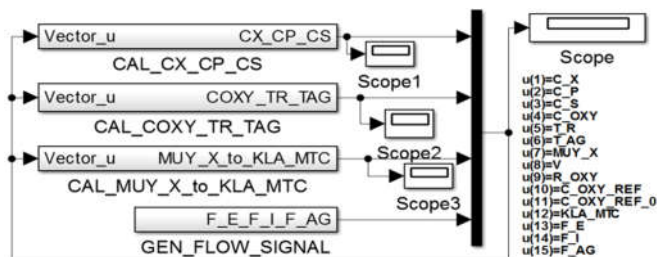 Vector_u CX_CP_CS
CAL_CX_CP_CS
Scope1
Vector_u COXY_TR_TAG
CAL_COXY_TR_TAG
Scope2
Vector_u MUY_X_to_KLA_MTC
CAL_MUY_X_to_KLA_MTC
Scope3
F_E_F_I_F_AG
GEN_FLOW_SIGNAL
Scope
u(1)=C_X
u(2)=C_P
u(3)=C_S
u(4)=C_OXY
u(5)=T_R
u(6)=T_AG
u(7)=MUY_X
u(8)=V
u(9)=R_OXY
u(10)=C_OXY_REF
u(11)=C_OXY_REF_0
u(12)=KLA_MTC
u(13)=F_E
u(14)=F_I
u(15)=F_AG